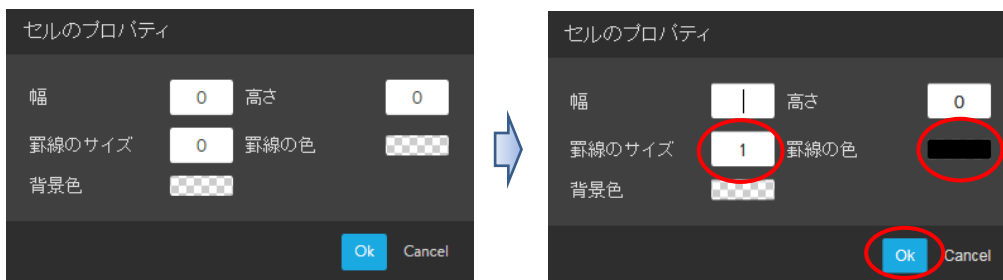 セルのプロパティ
幅 0 高さ 0
罫線のサイズ 0 罫線の色
背景色
Ok Cancel
セルのプロパティ
幅 高さ 0
罫線のサイズ 1 罫線の色
背景色
Ok Cancel